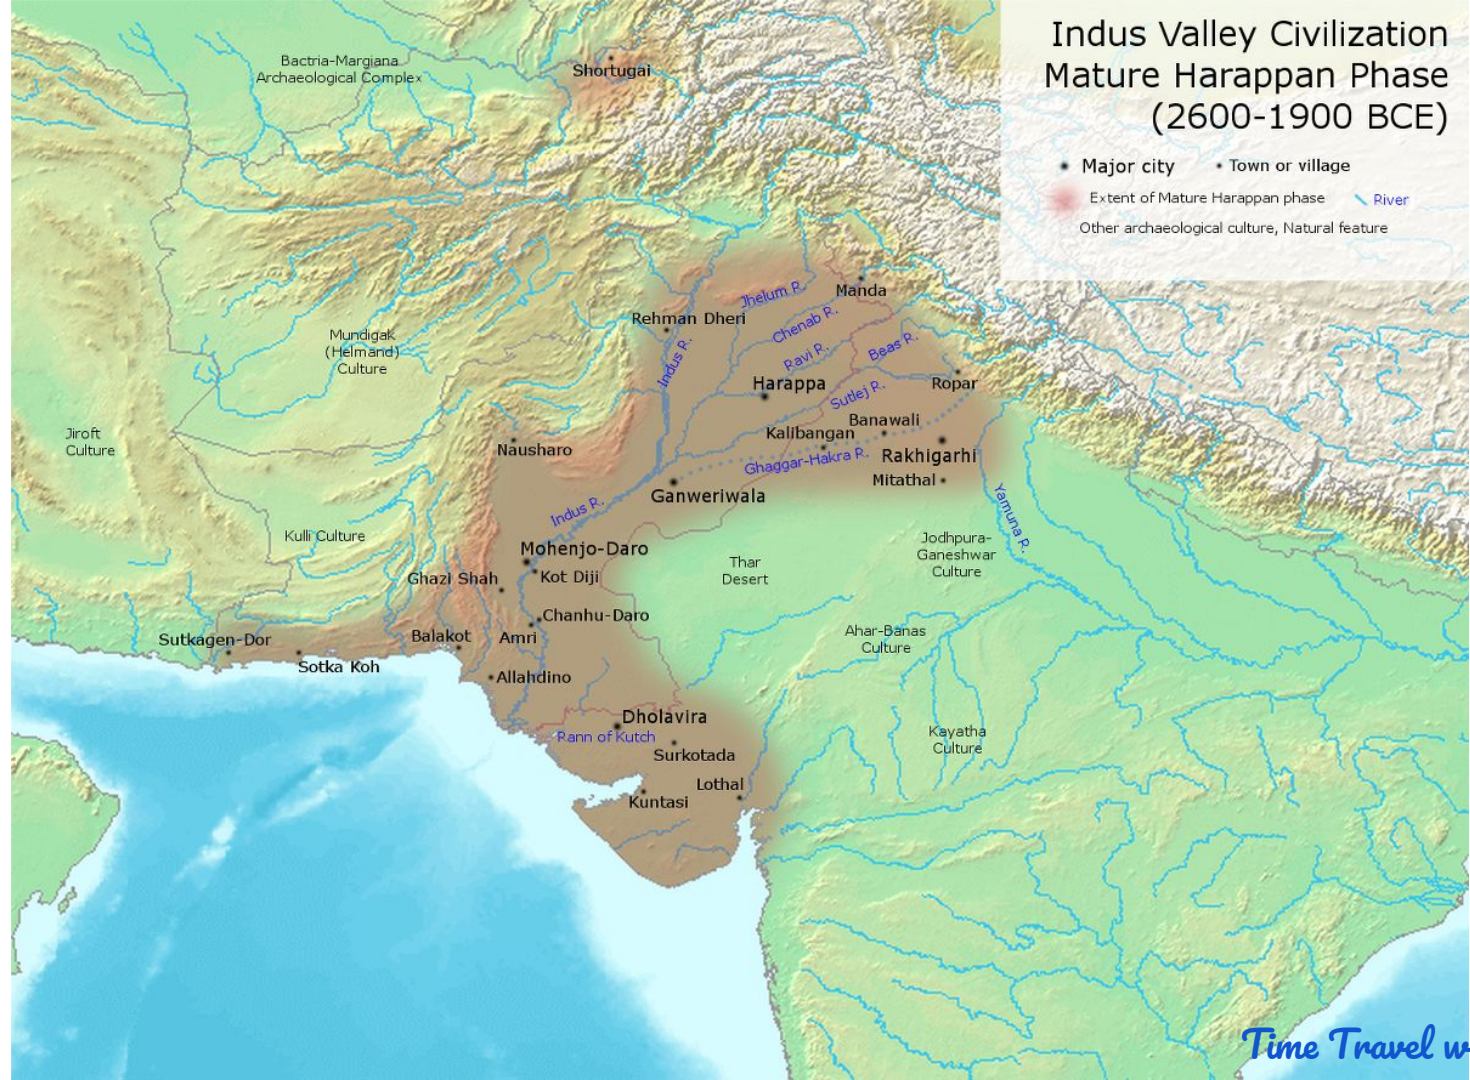 Indus Valley Civilization
Mature Harappan Phase
(2600-1900 BCE)
Major city
Town or village
Extent of Mature Harappan phase
River
Other archaeological culture, Natural feature
Bactria-Margiana
Archaeological Complex
Shortugai
Manda
Jhelum R.
Rehman Dheri
Chenab R.
Indus R.
Ravi R.
Beas R.
Mundigak
(Helmand)
Culture
Harappa
Sutlej R.
Ropar
Jiroft
Culture
Banawali
Kalibangan
Nausharo
Ghaggar-Hakra R.
Rakhigarhi
Mitathal
Ganweriwala
Indus R.
Yamuna R.
Kulli Culture
Mohenjo-Daro
Kot Diji
Ghazi Shah
Thar
Desert
Jodhpura-
Ganeshwar
Culture
Chanhu-Daro
Amri
Balakot
Sutkagen-Dor
Sotka Koh
Allahdino
Ahar-Banas
Culture
Dholavira
Rann of Kutch
Surkotada
Kayatha
Culture
Lothal
Kuntasi
Time Travel w